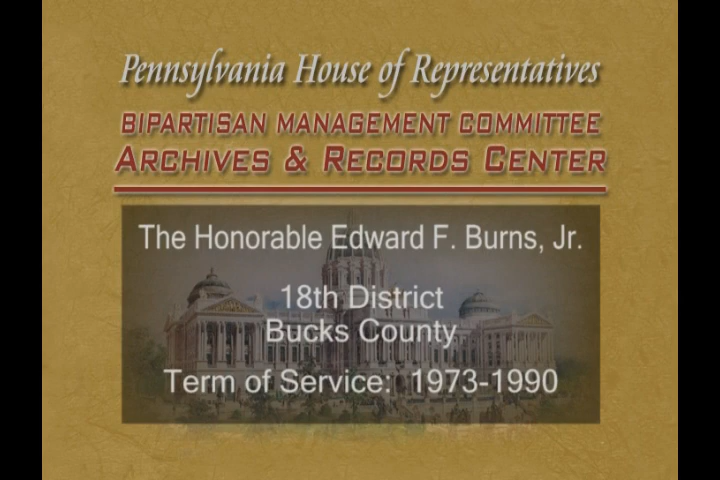 Pennsylvania House of Representatives
BIPARTISAN MANAGEMENT COMMITTEE
ARCHIVES & RECORDS CENTER
The Honorable Edward F. Burns, Jr.
18th District
Bucks County
Term of Service: 1973-1990